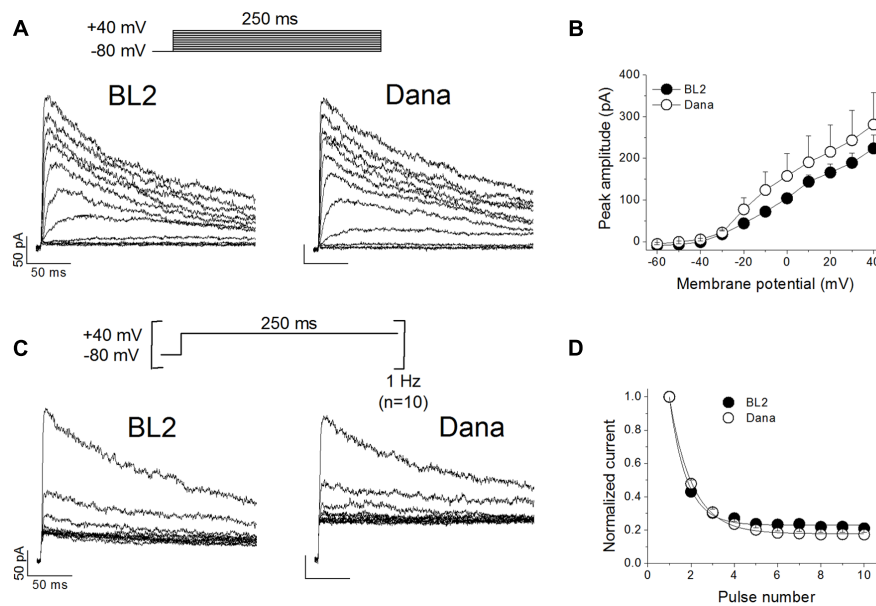 A
+40 mV
250 ms
-80 mV
BL2
Dana
50 pA
50 ms
B
Peak amplitude (pA)
400
300
200
100
0
BL2
Dana
-60 -40 -20 0 20 40
Membrane potential (mV)
C
+40 mV
250 ms
-80 mV
1 Hz
(n=10)
BL2
Dana
50 pA
50 ms
D
Normalized current
1.0
0.8
0.6
0.4
0.2
0.0
BL2
Dana
0 2 4 6 8 10
Pulse number